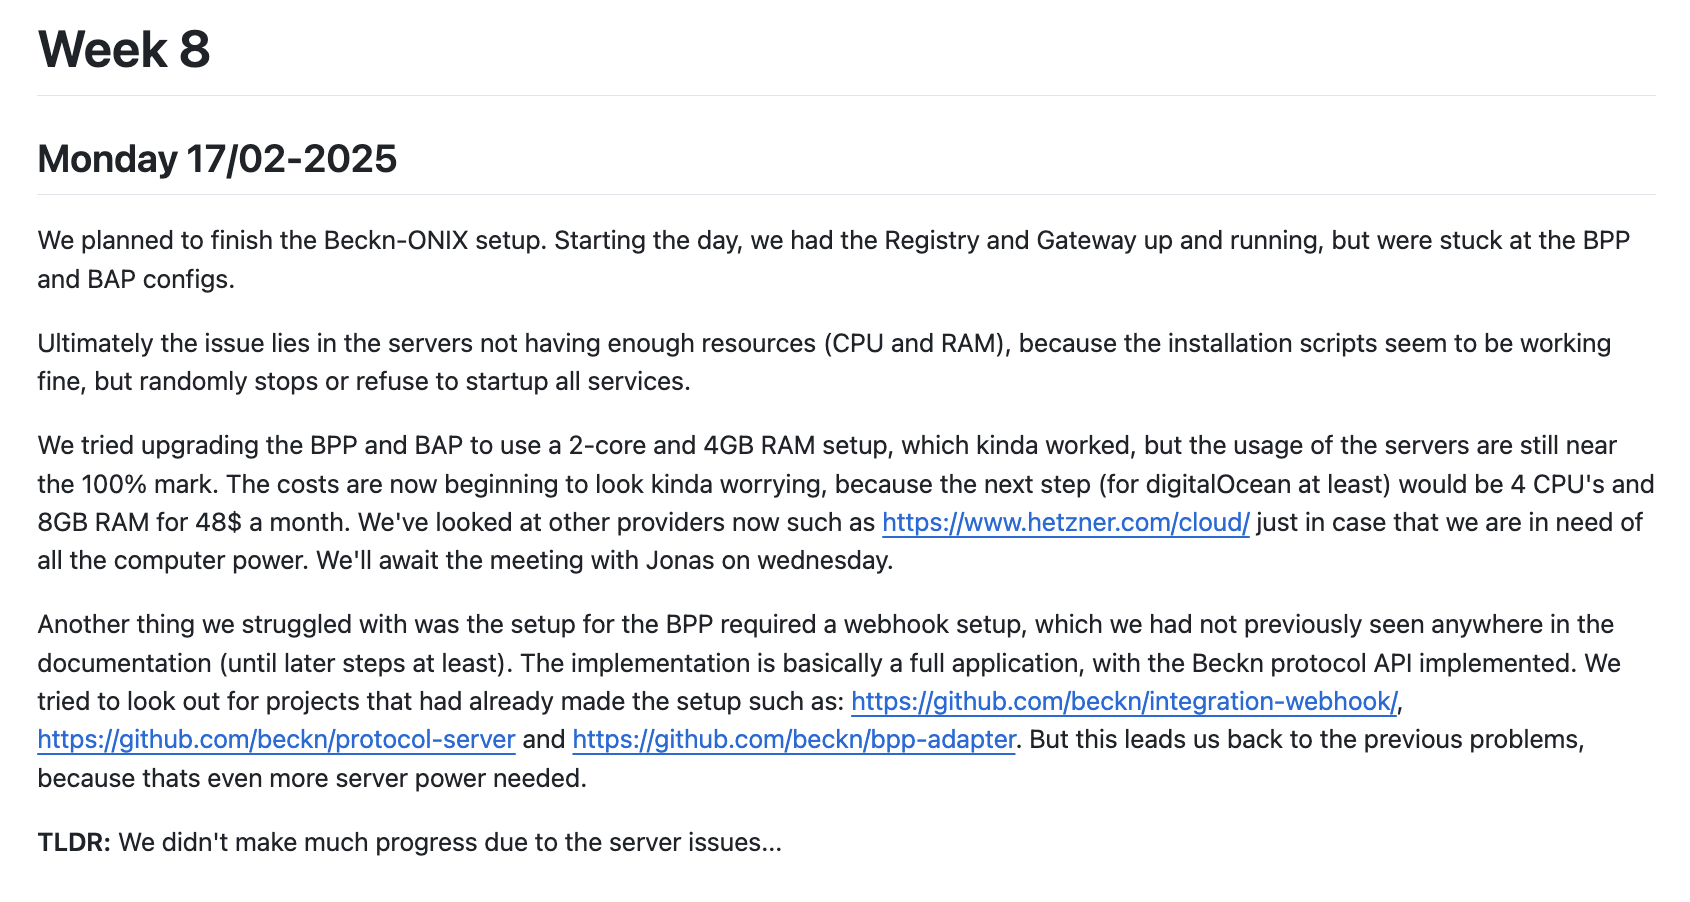 Week 8
Monday 17/02-2025
We planned to finish the Beckn-ONIX setup. Starting the day, we had the Registry and Gateway up and running, but were stuck at the BPP
and BAP configs.
Ultimately the issue lies in the servers not having enough resources (CPU and RAM), because the installation scripts seem to be working
fine, but randomly stops or refuse to startup all services.
We tried upgrading the BPP and BAP to use a 2-core and 4GB RAM setup, which kinda worked, but the usage of the servers are still near
the 100% mark. The costs are now beginning to look kinda worrying, because the next step (for digitalOcean at least) would be 4 CPU's and
8GB RAM for 48$ a month. We've looked at other providers now such as https://www.hetzner.com/cloud/ just in case that we are in need of
all the computer power. We'll await the meeting with Jonas on wednesday.
Another thing we struggled with was the setup for the BPP required a webhook setup, which we had not previously seen anywhere in the
documentation (until later steps at least). The implementation is basically a full application, with the Beckn protocol API implemented. We
tried to look out for projects that had already made the setup such as: https://github.com/beckn/integration-webhook/,
https://github.com/beckn/protocol-server and https://github.com/beckn/bpp-adapter. But this leads us back to the previous problems,
because thats even more server power needed.
TLDR: We didn't make much progress due to the server issues...